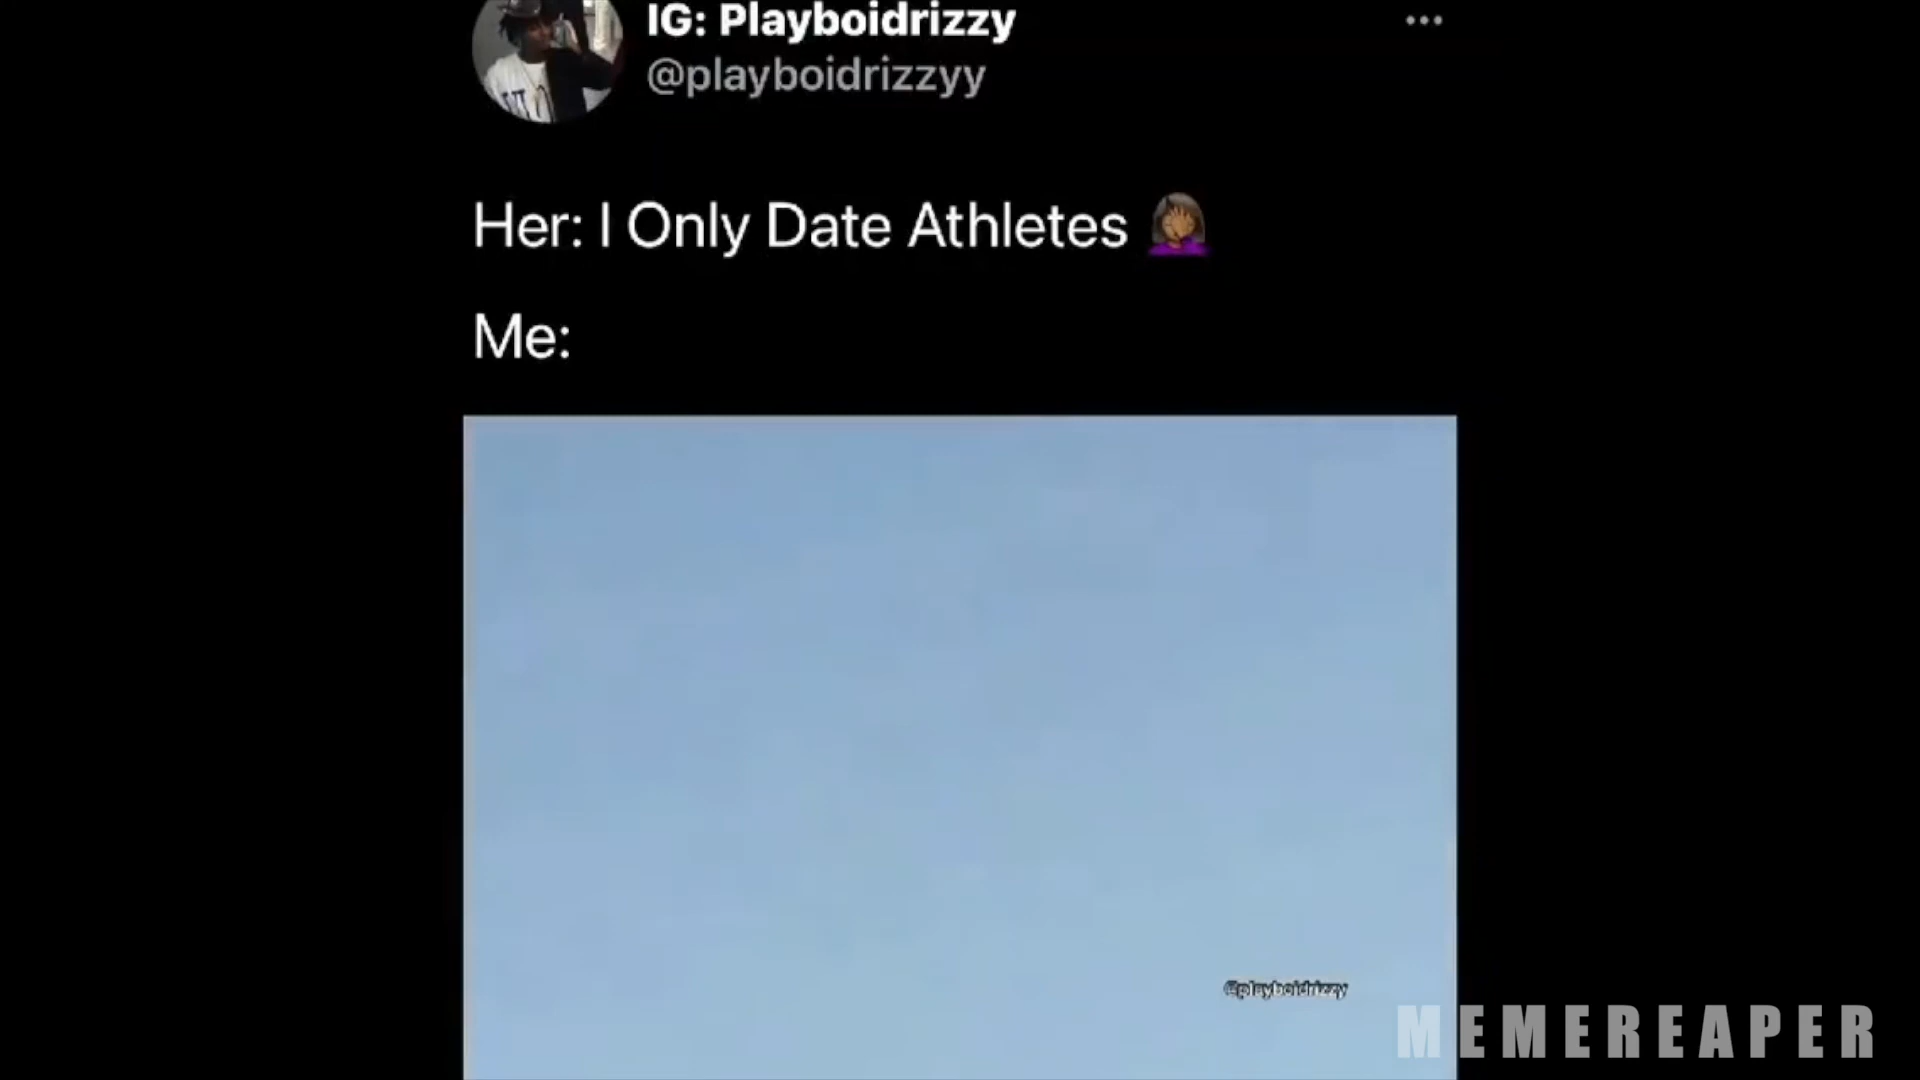 IG: Playboidrizzy
@playboidrizzyy
Her: I Only Date Athletes 🤦🏾‍♀️
Me:
@playboidrizzy
MEMEREAPER